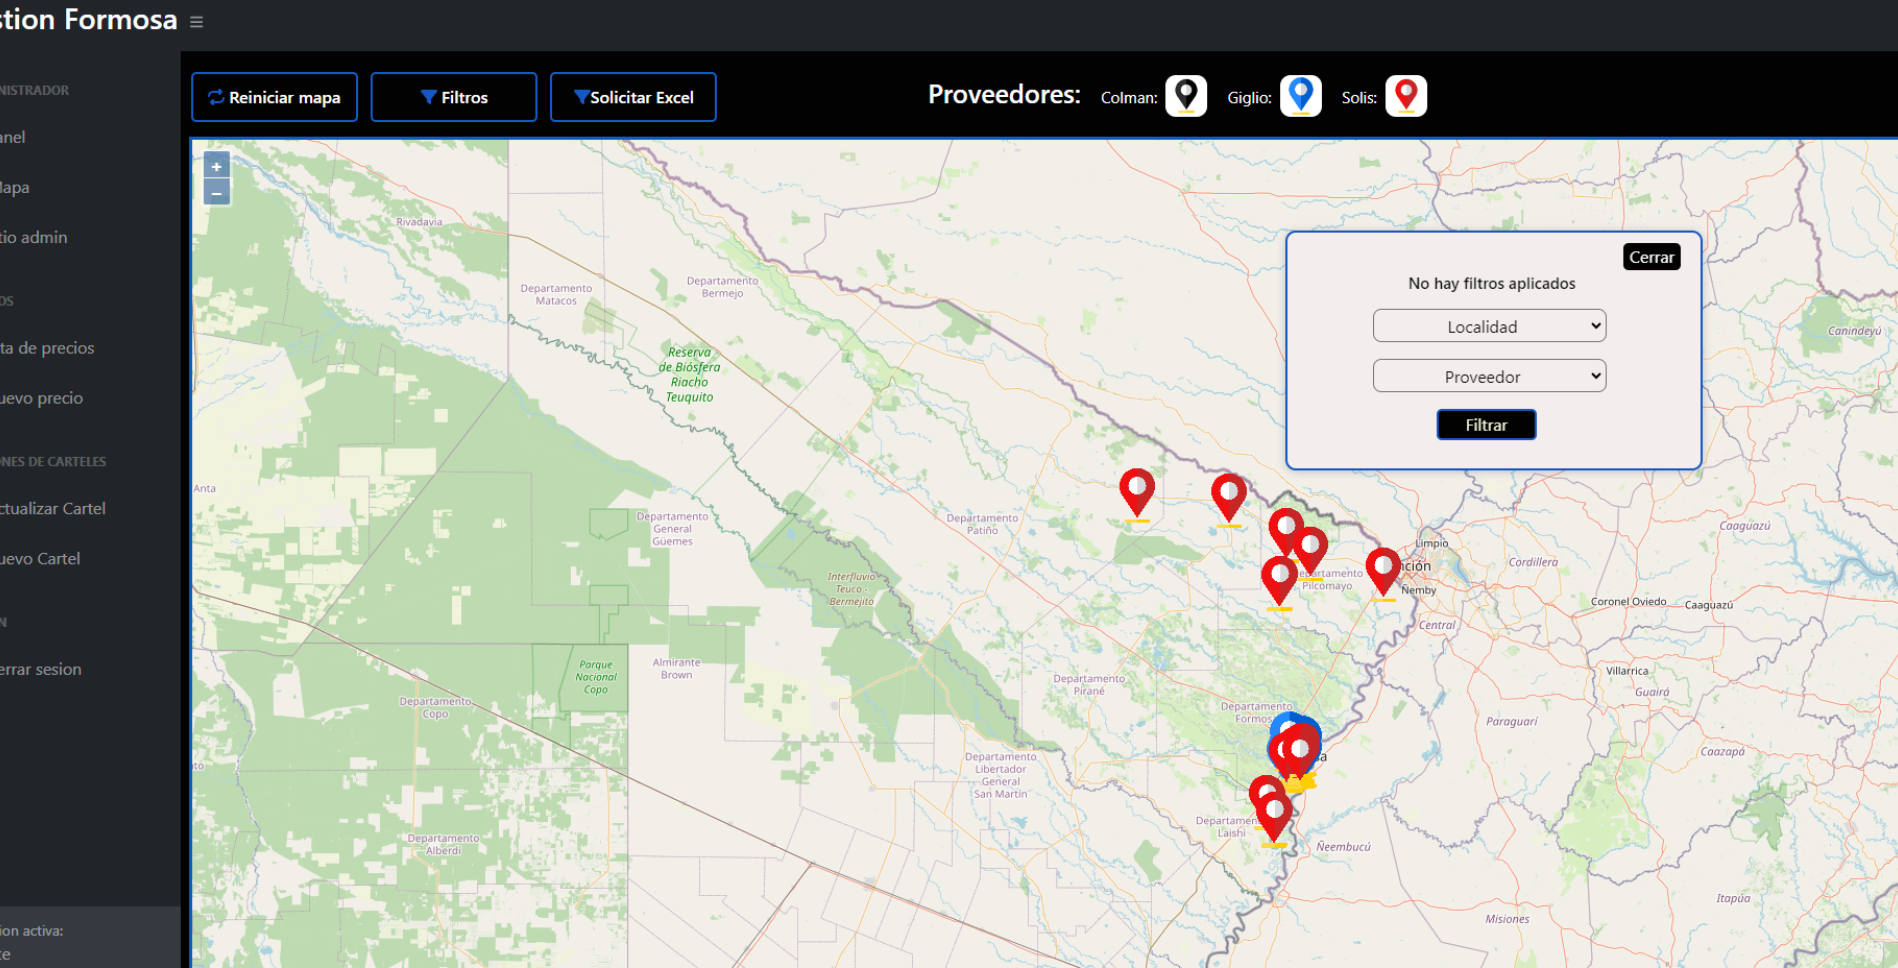 stion Formosa
NISTRADOR
anel
apa
tio admin
OS
ta de precios
uevo precio
NES DE CARTELES
ctualizar Cartel
uevo Cartel
N
errar sesion
ion activa:
te
Reiniciar mapa
Filtros
Solicitar Excel
Proveedores:
Colman:
Giglio:
Solis:
+
−
Cerrar
No hay filtros aplicados
Localidad
Proveedor
Filtrar
Rivadavia
Departamento
Matacos
Departamento
Bermejo
Reserva
de Biósfera
Riacho
Teuquito
Canindeyú
Anta
Departamento
General
Güemes
Departamento
Patiño
Caaguazú
Limpio
nción
Cordillera
Ñemby
Departamento
Pilcomayo
Interfluvio
Teuco -
Bermejito
Coronel Oviedo
Caaguazú
Central
Parque
Nacional
Copo
Almirante
Brown
Departamento
Pirané
Villarrica
Guairá
Departamento
Copo
Departamento
Formos
Paraguarí
Caazapá
sa
Departamento
Libertador
General
San Martín
Departamen
Laishi
Departamento
Alberdi
Ñeembucú
Itapúa
Misiones